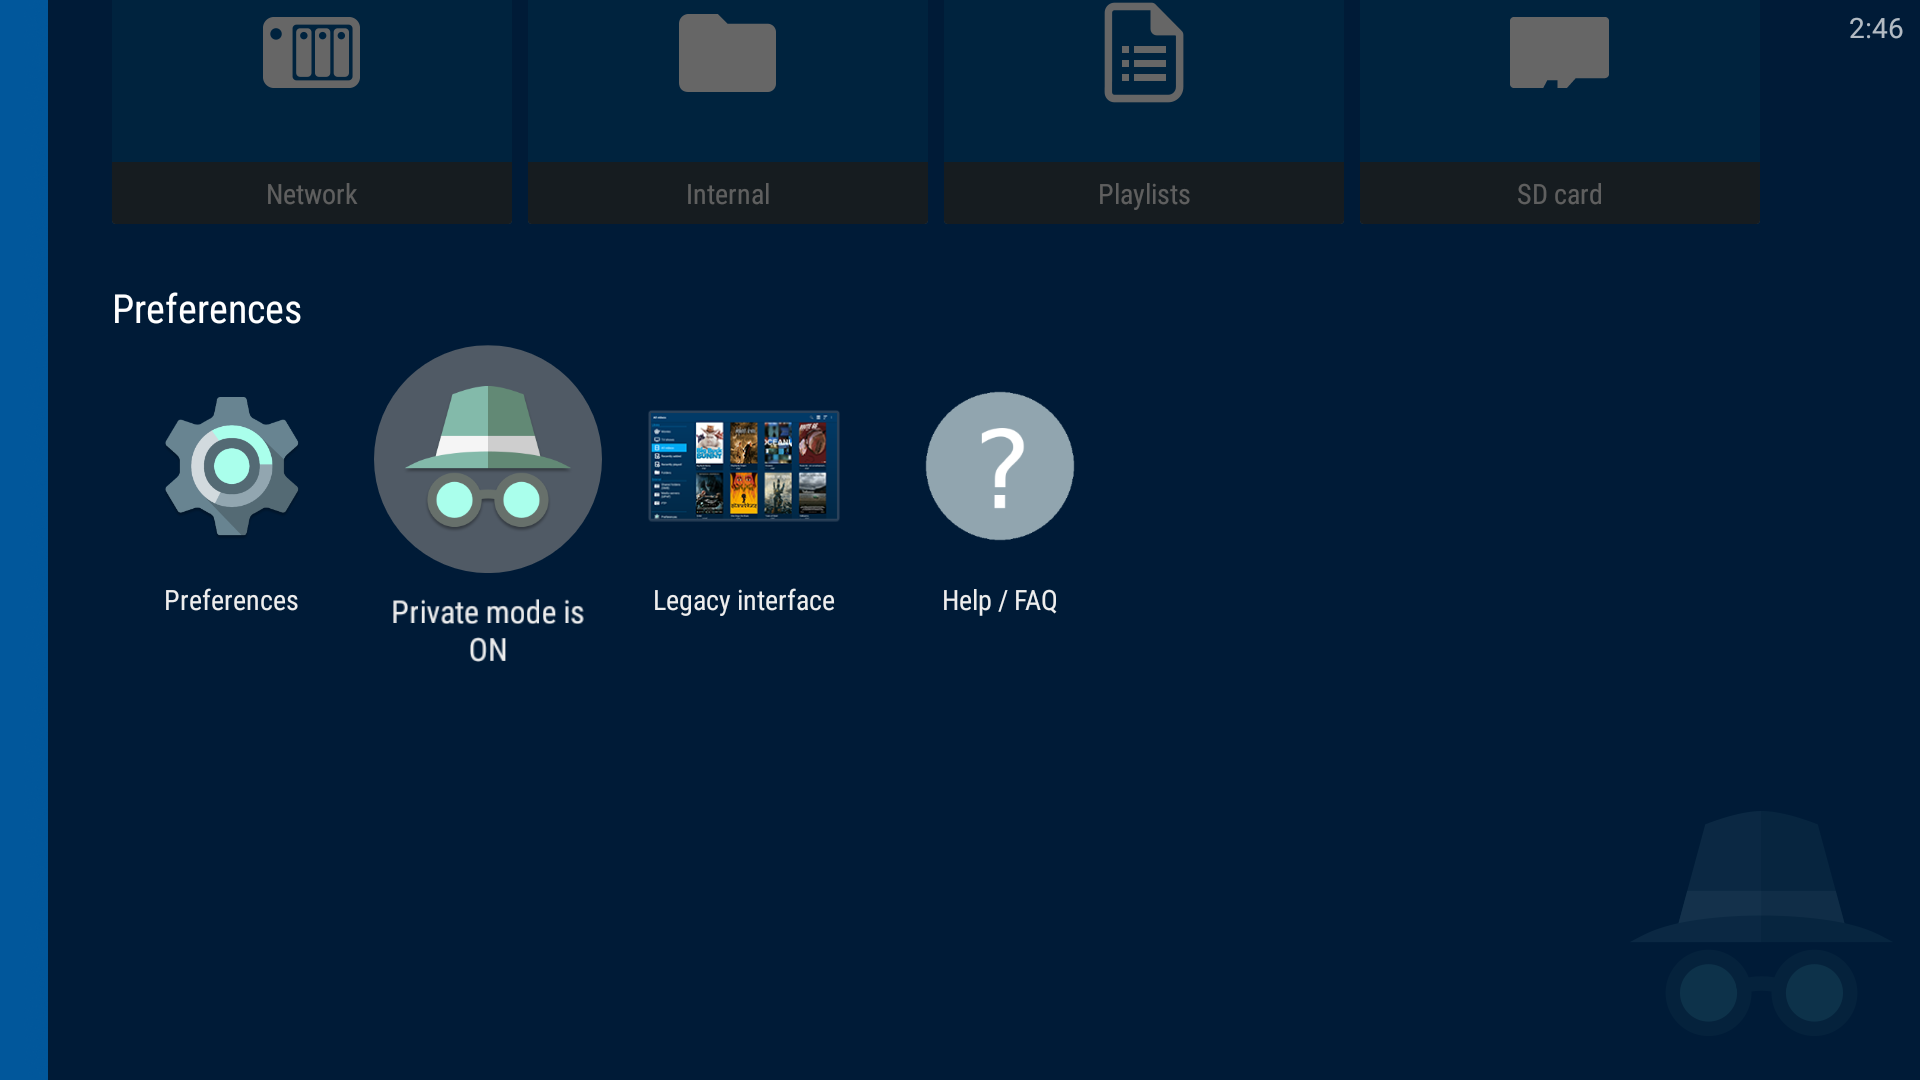 2:46
Network
Internal
Playlists
SD card
Preferences
Preferences
Private mode is
ON
Legacy interface
Help / FAQ